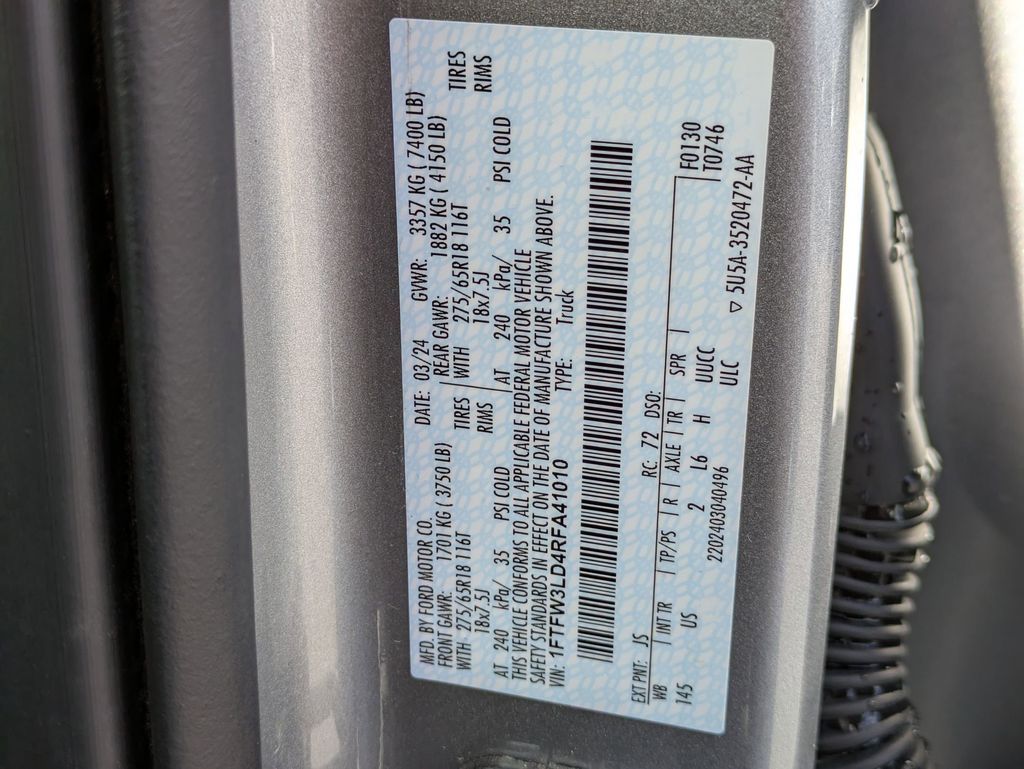 MFD. BY FORD MOTOR CO. DATE: 03/24 GVWR: 3357 KG ( 7400 LB)
FRONT GAWR: 1701 KG ( 3750 LB) REAR GAWR: 1882 KG ( 4150 LB)
WITH 275/65R18 116T TIRES WITH 275/65R18 116T TIRES
18x7.5J RIMS 18x7.5J RIMS
AT 240 kPa/ 35 PSI COLD AT 240 kPa/ 35 PSI COLD
THIS VEHICLE CONFORMS TO ALL APPLICABLE FEDERAL MOTOR VEHICLE
SAFETY STANDARDS IN EFFECT ON THE DATE OF MANUFACTURE SHOWN ABOVE.
VIN: 1FTFW3LD4RFA41010 TYPE: Truck
EXT PNT: JS RC: 72 DSO:
WB INT TR TP/PS R AXLE TR SPR F0130
145 US 2 L6 H UUCC T0746
2202403040496 ULC
▽ 5U5A-3520472-AA